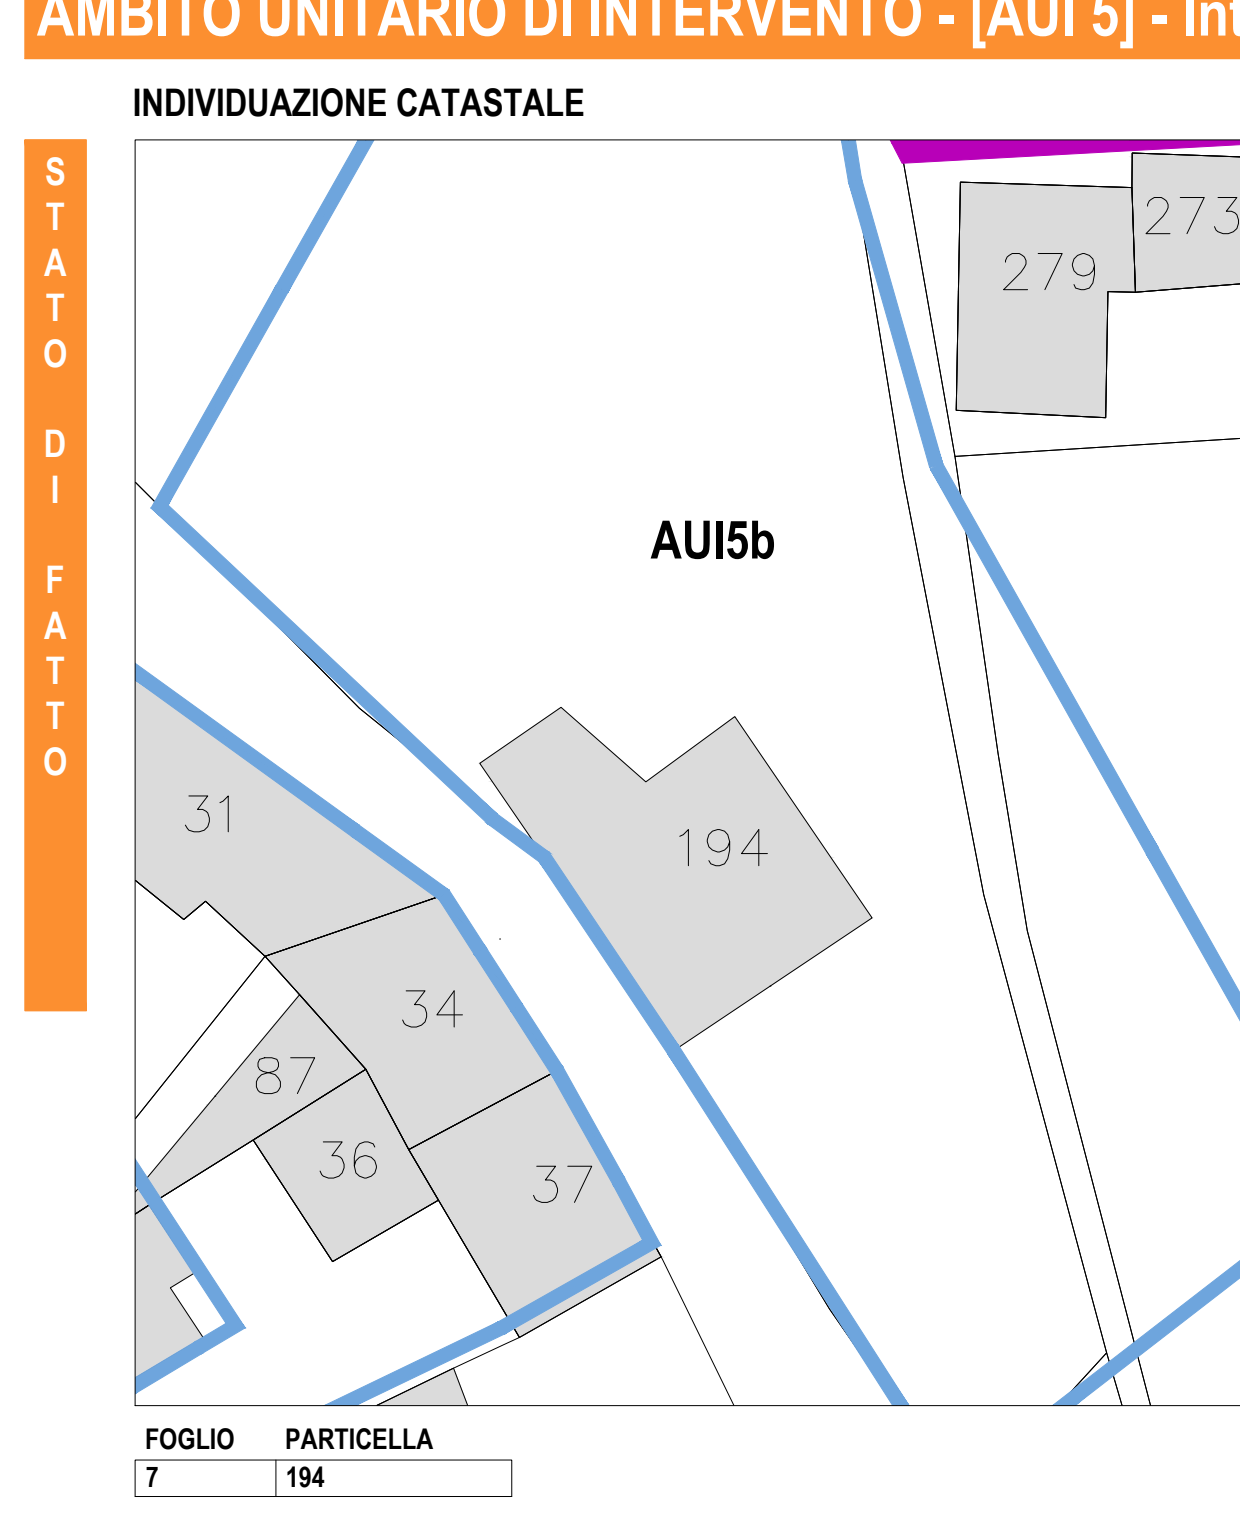 AMBITO UNITARIO DI INTERVENTO - [AUI 5] - Int
INDIVIDUAZIONE CATASTALE
STATO DI FATTO
273
279
AUI5b
31
194
34
87
36
37
FOGLIO PARTICELLA
7 194